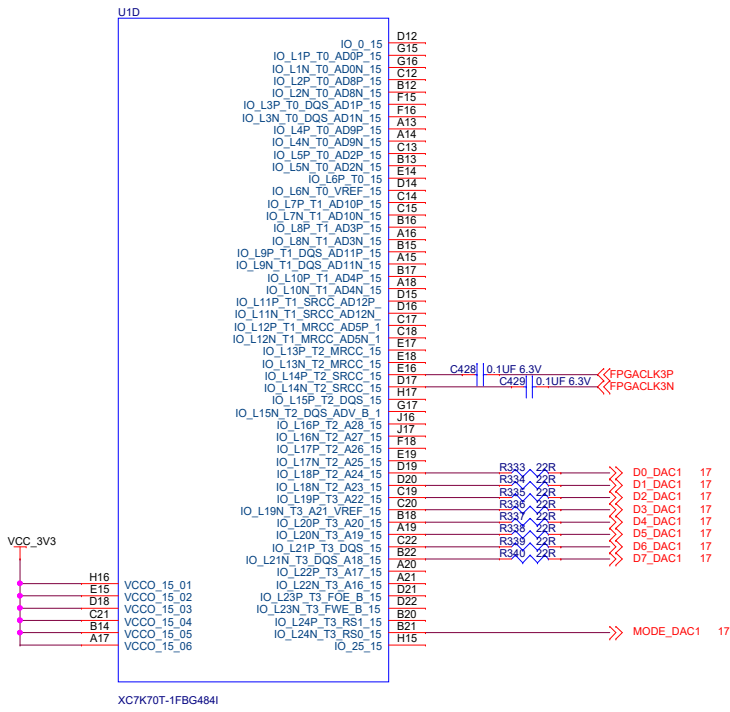 U1D
IO_0_15 D12
IO_L1P_T0_AD0P_15 G15
IO_L1N_T0_AD0N_15 G16
IO_L2P_T0_AD8P_15 C12
IO_L2N_T0_AD8N_15 B12
IO_L3P_T0_DQS_AD1P_15 F15
IO_L3N_T0_DQS_AD1N_15 F16
IO_L4P_T0_AD9P_15 A13
IO_L4N_T0_AD9N_15 A14
IO_L5P_T0_AD2P_15 C13
IO_L5N_T0_AD2N_15 B13
IO_L6P_T0_15 E14
IO_L6N_T0_VREF_15 D14
IO_L7P_T1_AD10P_15 C14
IO_L7N_T1_AD10N_15 C15
IO_L8P_T1_AD3P_15 B16
IO_L8N_T1_AD3N_15 A16
IO_L9P_T1_DQS_AD11P_15 B15
IO_L9N_T1_DQS_AD11N_15 A15
IO_L10P_T1_AD4P_15 B17
IO_L10N_T1_AD4N_15 A18
IO_L11P_T1_SRCC_AD12P_ D15
IO_L11N_T1_SRCC_AD12N_ D16
IO_L12P_T1_MRCC_AD5P_1 C17
IO_L12N_T1_MRCC_AD5N_1 C18
IO_L13P_T2_MRCC_15 E17
IO_L13N_T2_MRCC_15 E18
IO_L14P_T2_SRCC_15 E16 C428 0.1UF 6.3V FPGACLK3P
IO_L14N_T2_SRCC_15 D17 C429 0.1UF 6.3V FPGACLK3N
IO_L15P_T2_DQS_15 H17
IO_L15N_T2_DQS_ADV_B_1 G17
IO_L16P_T2_A28_15 J16
IO_L16N_T2_A27_15 J17
IO_L17P_T2_A26_15 F18
IO_L17N_T2_A25_15 E19
IO_L18P_T2_A24_15 D19 R333 22R D0_DAC1 17
IO_L18N_T2_A23_15 D20 R334 22R D1_DAC1 17
IO_L19P_T3_A22_15 C19 R335 22R D2_DAC1 17
IO_L19N_T3_A21_VREF_15 C20 R336 22R D3_DAC1 17
IO_L20P_T3_A20_15 B18 R337 22R D4_DAC1 17
IO_L20N_T3_A19_15 A19 R338 22R D5_DAC1 17
IO_L21P_T3_DQS_15 C22 R339 22R D6_DAC1 17
IO_L21N_T3_DQS_A18_15 B22 R340 22R D7_DAC1 17
IO_L22P_T3_A17_15 A20
IO_L22N_T3_A16_15 A21
IO_L23P_T3_FOE_B_15 D21
IO_L23N_T3_FWE_B_15 D22
IO_L24P_T3_RS1_15 B20
IO_L24N_T3_RS0_15 B21 MODE_DAC1 17
IO_25_15 H15
VCC_3V3
H16 VCCO_15_01
E15 VCCO_15_02
D18 VCCO_15_03
C21 VCCO_15_04
B14 VCCO_15_05
A17 VCCO_15_06
XC7K70T-1FBG484I